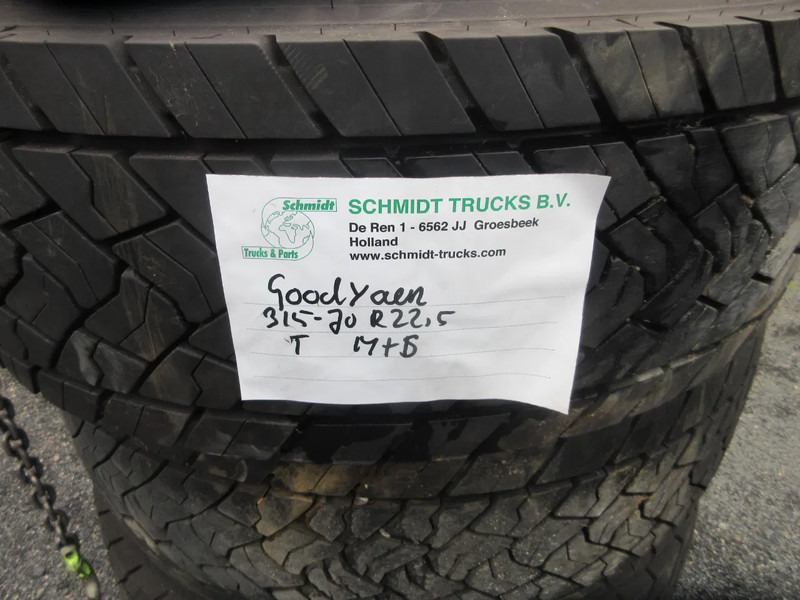 Schmidt
Trucks & Parts
SCHMIDT TRUCKS B.V.
De Ren 1 - 6562 JJ Groesbeek
Holland
www.schmidt-trucks.com
Goodyaer
315-70 R22,5
T M+S